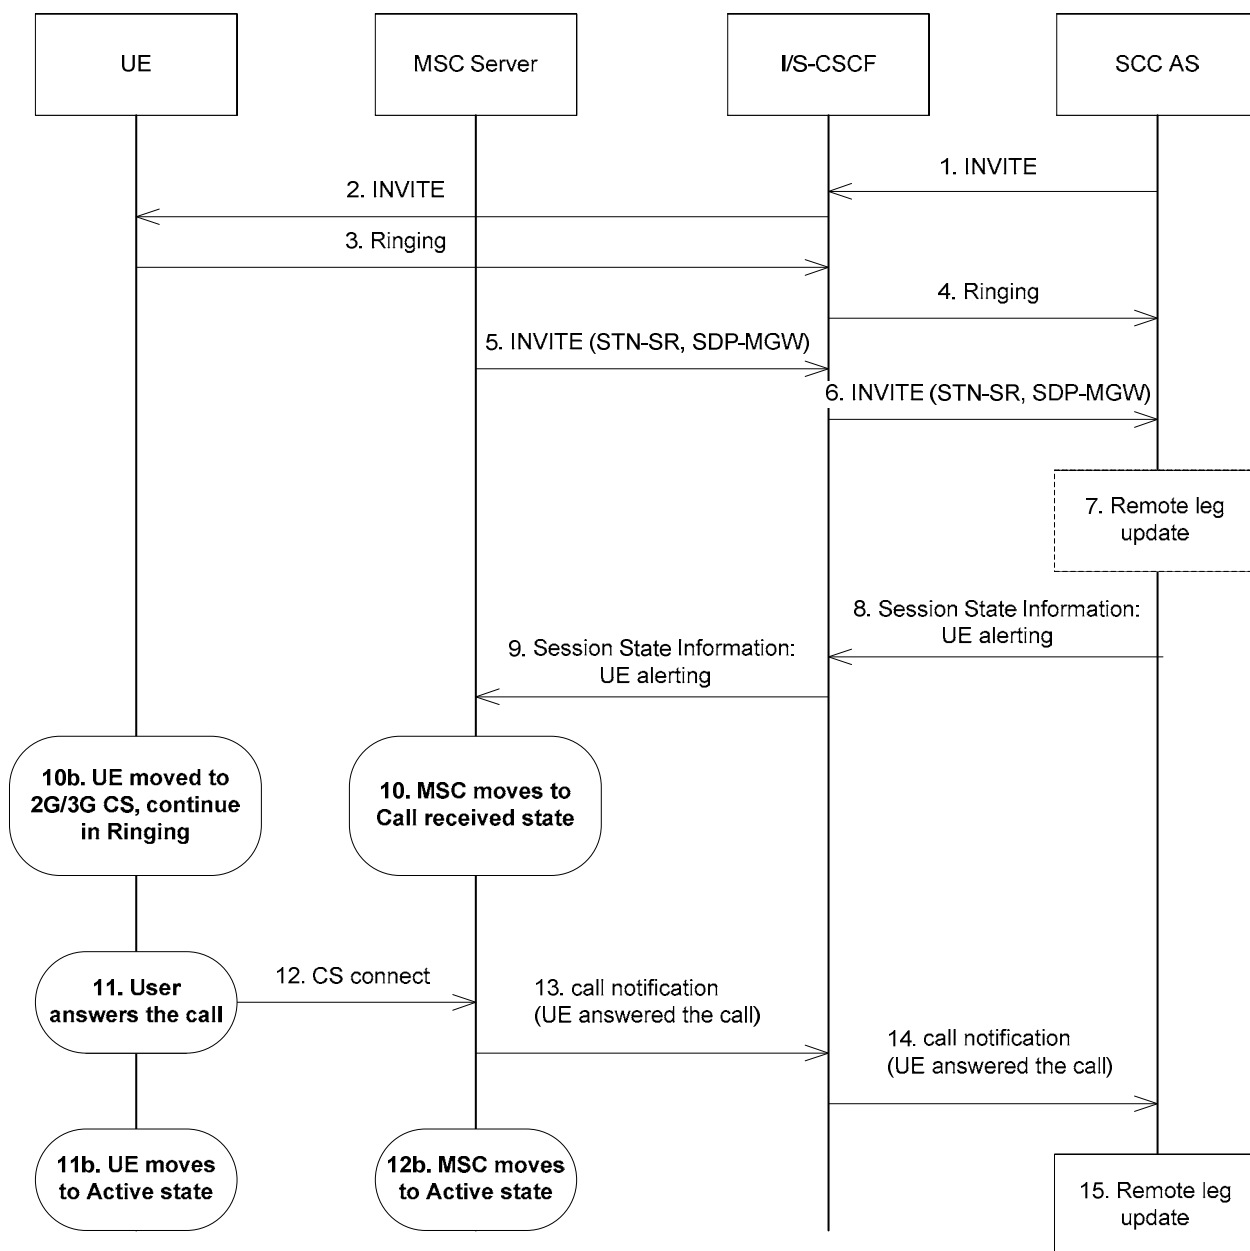 UE
MSC Server
I/S-CSCF
SCC AS
1. INVITE
2. INVITE
3. Ringing
4. Ringing
5. INVITE (STN-SR, SDP-MGW)
6. INVITE (STN-SR, SDP-MGW)
7. Remote leg
update
8. Session State Information:
UE alerting
9. Session State Information:
UE alerting
10b. UE moved to
2G/3G CS, continue
in Ringing
10. MSC moves to
Call received state
11. User
answers the call
12. CS connect
13. call notification
(UE answered the call)
14. call notification
(UE answered the call)
11b. UE moves
to Active state
12b. MSC moves
to Active state
15. Remote leg
update